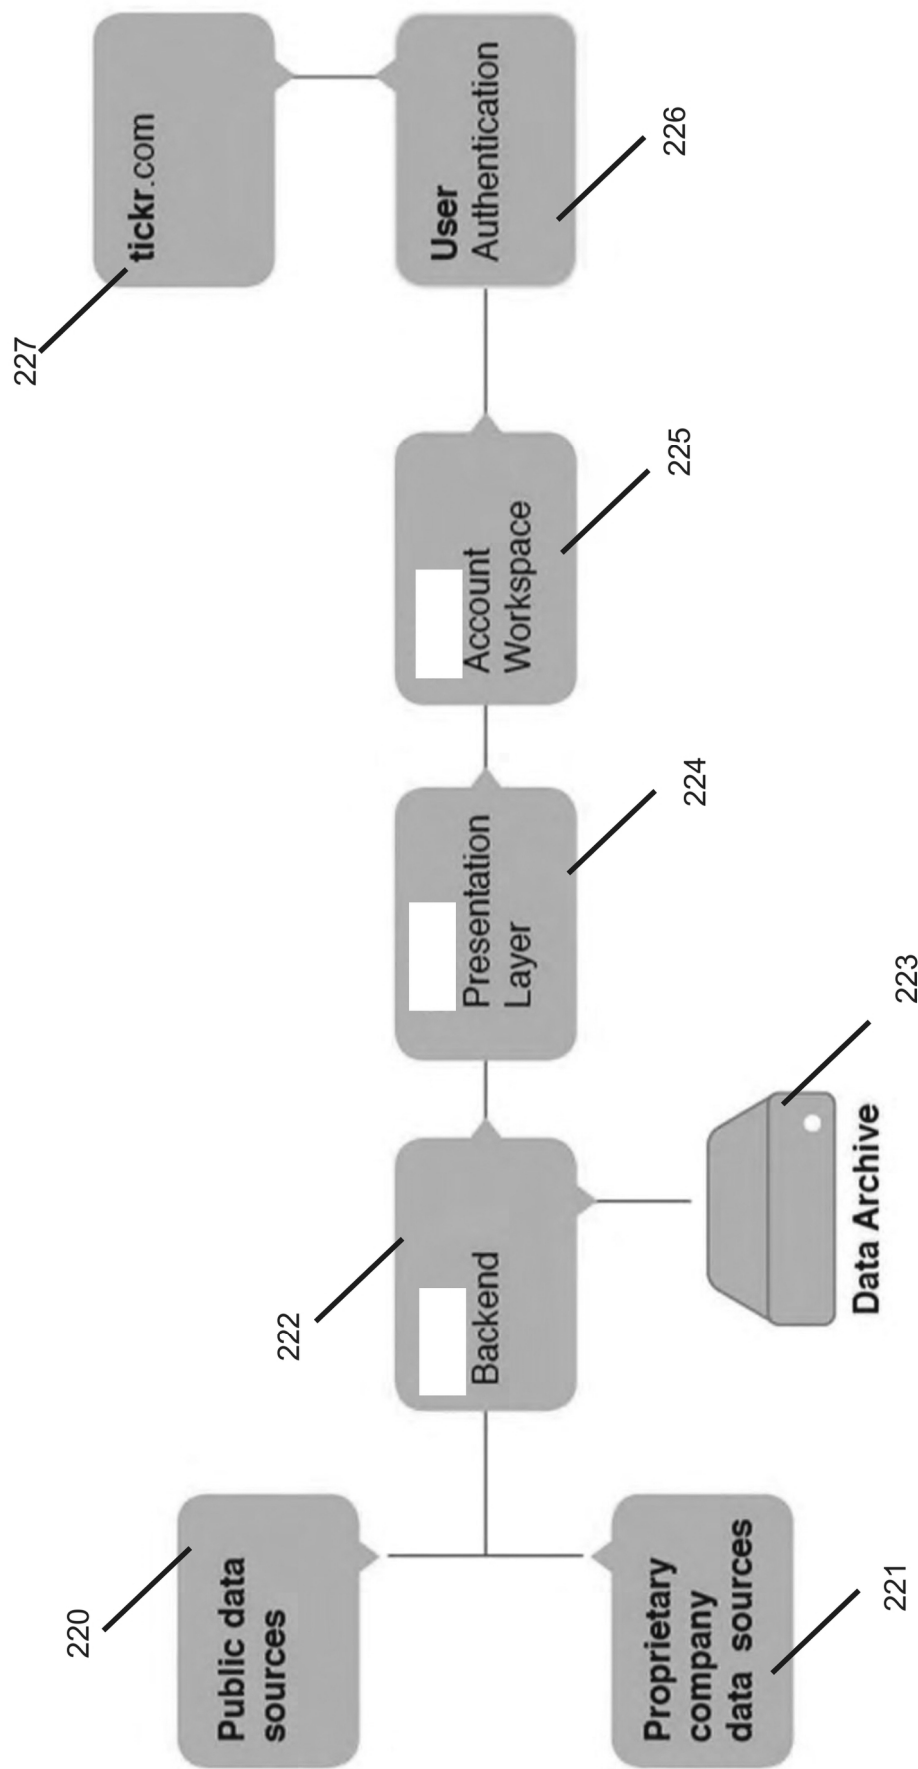 227
tickr.com
User
Authentication
226
Account
Workspace
225
Presentation
Layer
224
222
Backend
223
Data Archive
220
Public data
sources
Proprietary
company
data sources
221